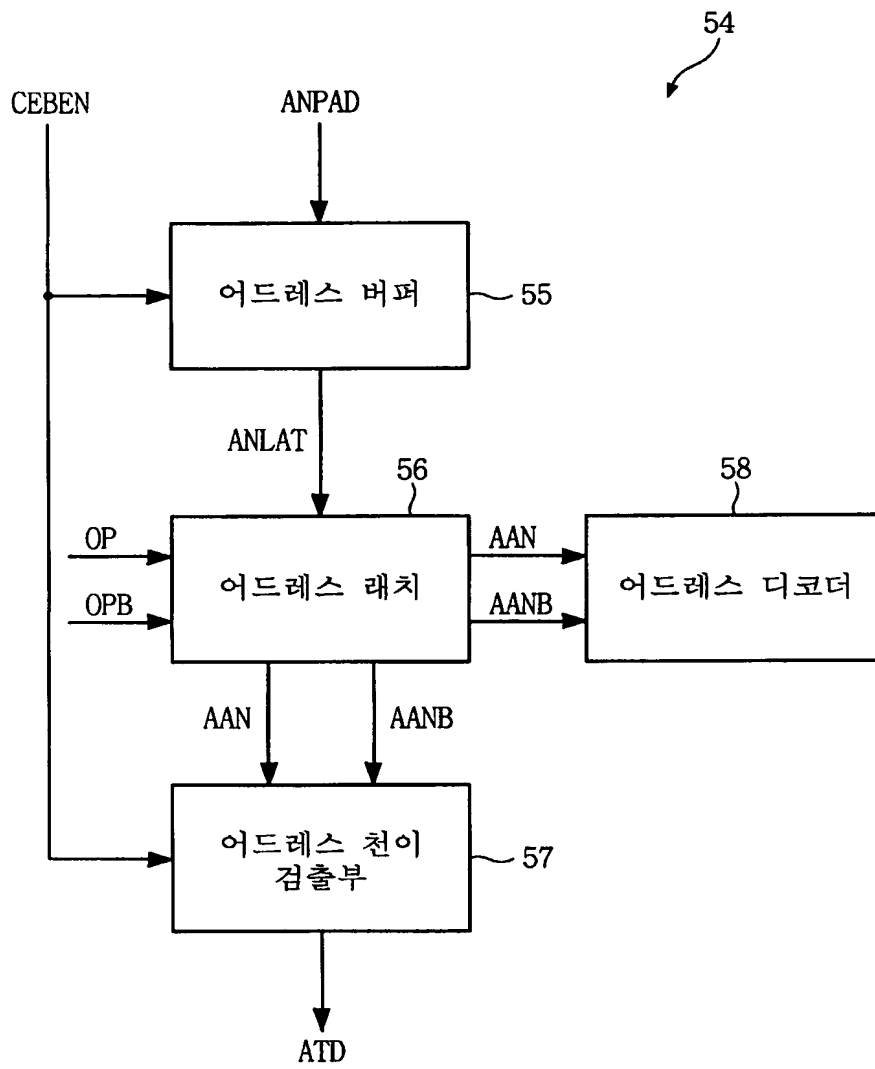 54
CEBEN
ANPAD
어드레스 버퍼
55
ANLAT
56
58
OP
OPB
어드레스 래치
AAN
AANB
어드레스 디코더
AAN
AANB
어드레스 천이
검출부
57
ATD